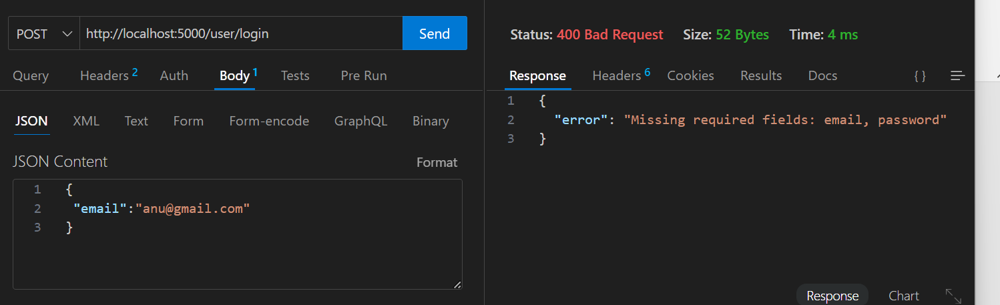 POST http://localhost:5000/user/login Send
Query Headers 2 Auth Body 1 Tests Pre Run
JSON XML Text Form Form-encode GraphQL Binary
JSON Content Format
1 {
2 "email":"anu@gmail.com"
3 }
Status: 400 Bad Request Size: 52 Bytes Time: 4 ms
Response Headers 6 Cookies Results Docs { }
1 {
2 "error": "Missing required fields: email, password"
3 }
Response Chart